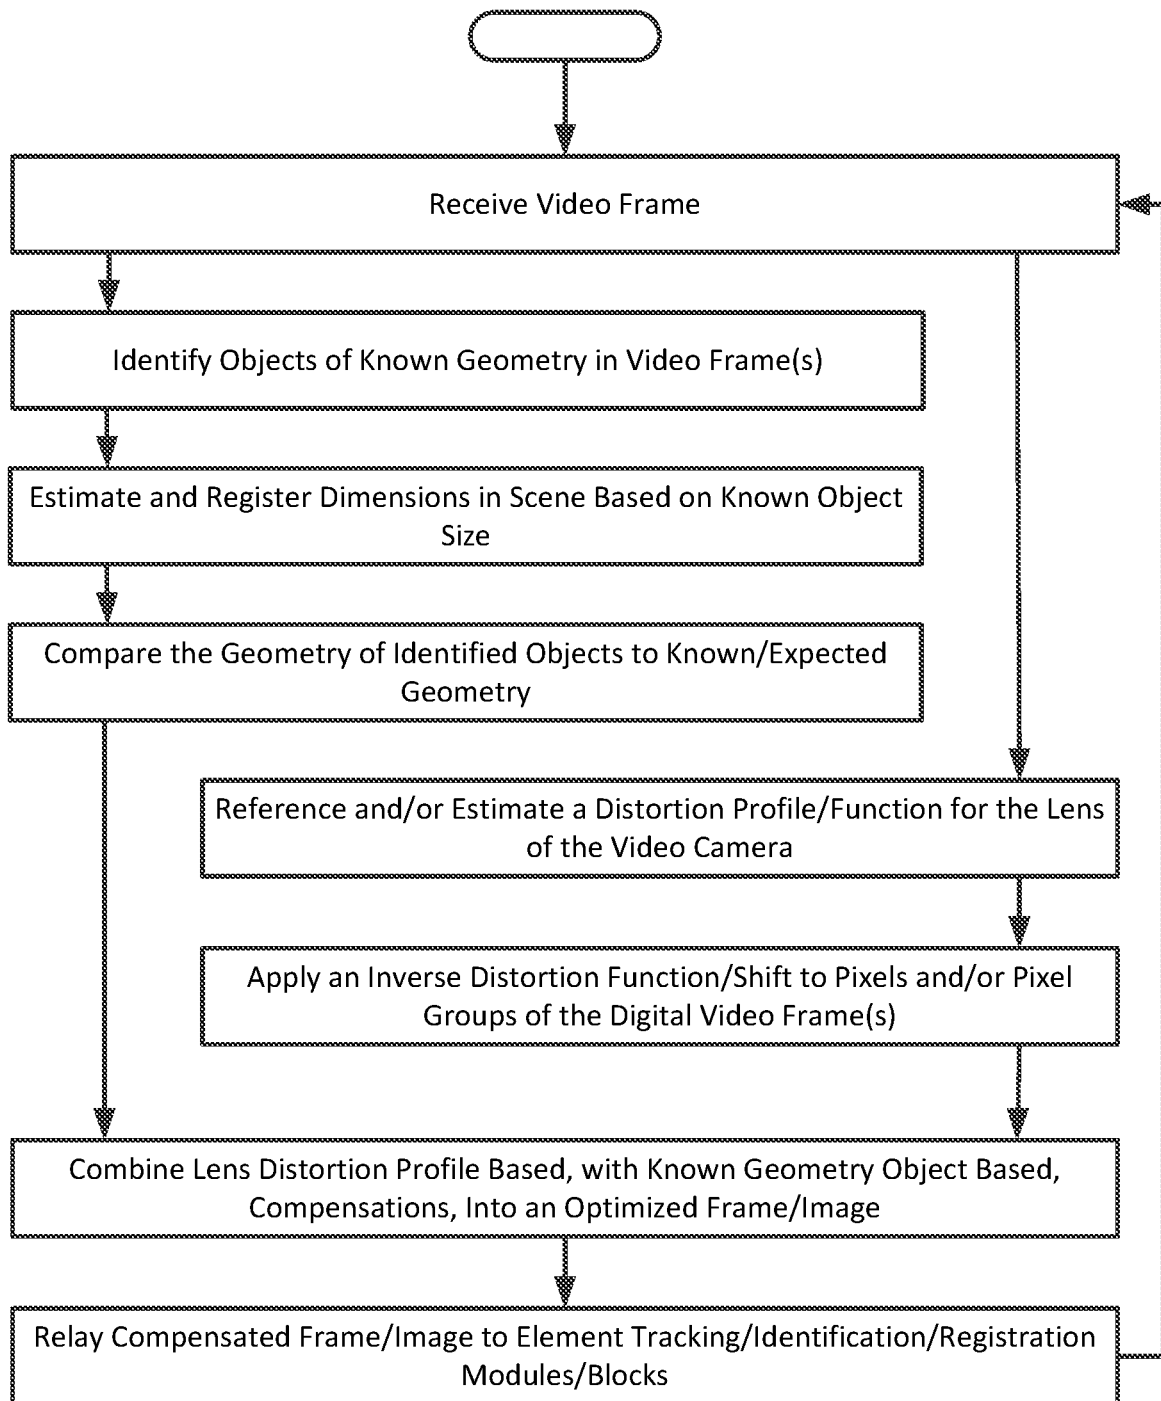 Receive Video Frame
Identify Objects of Known Geometry in Video Frame(s)
Estimate and Register Dimensions in Scene Based on Known Object
Size
Compare the Geometry of Identified Objects to Known/Expected
Geometry
Reference and/or Estimate a Distortion Profile/Function for the Lens
of the Video Camera
Apply an Inverse Distortion Function/Shift to Pixels and/or Pixel
Groups of the Digital Video Frame(s)
Combine Lens Distortion Profile Based, with Known Geometry Object Based,
Compensations, Into an Optimized Frame/Image
Relay Compensated Frame/Image to Element Tracking/Identification/Registration
Modules/Blocks